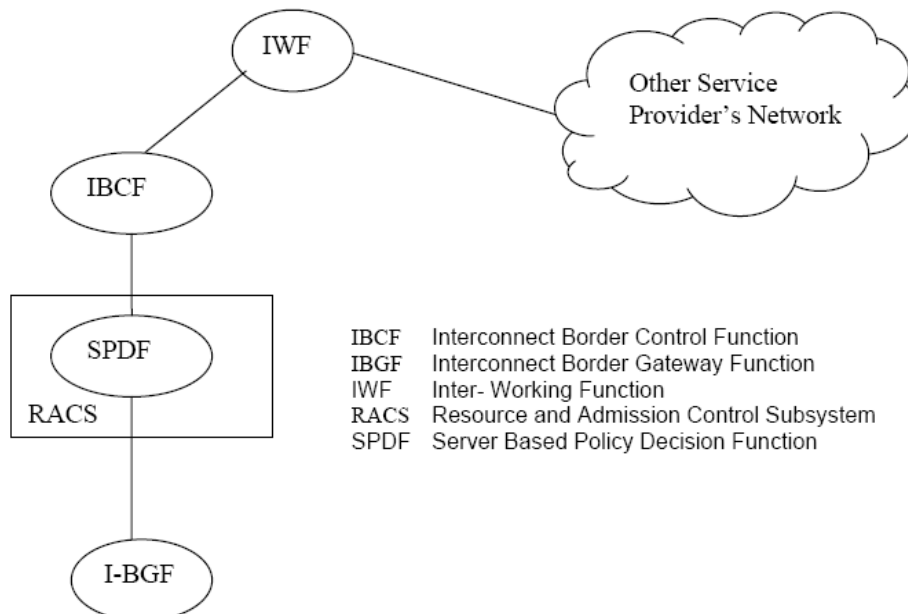 IWF
Other Service
Provider's Network
IBCF
SPDF
RACS
I-BGF
IBCF Interconnect Border Control Function
IBGF Interconnect Border Gateway Function
IWF Inter- Working Function
RACS Resource and Admission Control Subsystem
SPDF Server Based Policy Decision Function